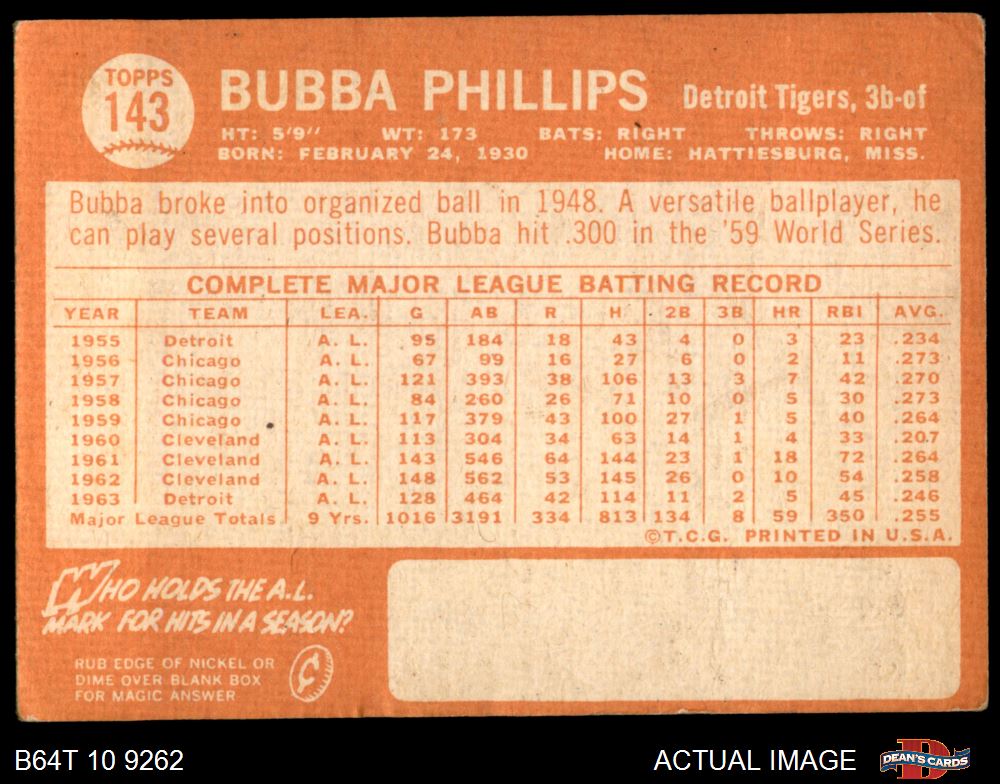 TOPPS
143
BUBBA PHILLIPS Detroit Tigers, 3b-of
HT: 5'9" WT: 173 BATS: RIGHT THROWS: RIGHT
BORN: FEBRUARY 24, 1930 HOME: HATTIESBURG, MISS.
Bubba broke into organized ball in 1948. A versatile ballplayer, he
can play several positions. Bubba hit .300 in the '59 World Series.
COMPLETE MAJOR LEAGUE BATTING RECORD
YEAR TEAM LEA. G AB R H 2B 3B HR RBI AVG.
1955 Detroit A. L. 95 184 18 43 4 0 3 23 .234
1956 Chicago A. L. 67 99 16 27 6 0 2 11 .273
1957 Chicago A. L. 121 393 38 106 13 3 7 42 .270
1958 Chicago A. L. 84 260 26 71 10 0 5 30 .273
1959 Chicago A. L. 117 379 43 100 27 1 5 40 .264
1960 Cleveland A. L. 113 304 34 63 14 1 4 33 .207
1961 Cleveland A. L. 143 546 64 144 23 1 18 72 .264
1962 Cleveland A. L. 148 562 53 145 26 0 10 54 .258
1963 Detroit A. L. 128 464 42 114 11 2 5 45 .246
Major League Totals 9 Yrs. 1016 3191 334 813 134 8 59 350 .255
©T.C.G. PRINTED IN U.S.A.
WHO HOLDS THE A.L.
MARK FOR HITS IN A SEASON?
RUB EDGE OF NICKEL OR
DIME OVER BLANK BOX
FOR MAGIC ANSWER
¢
B64T 10 9262 ACTUAL IMAGE D DEAN'S CARDS